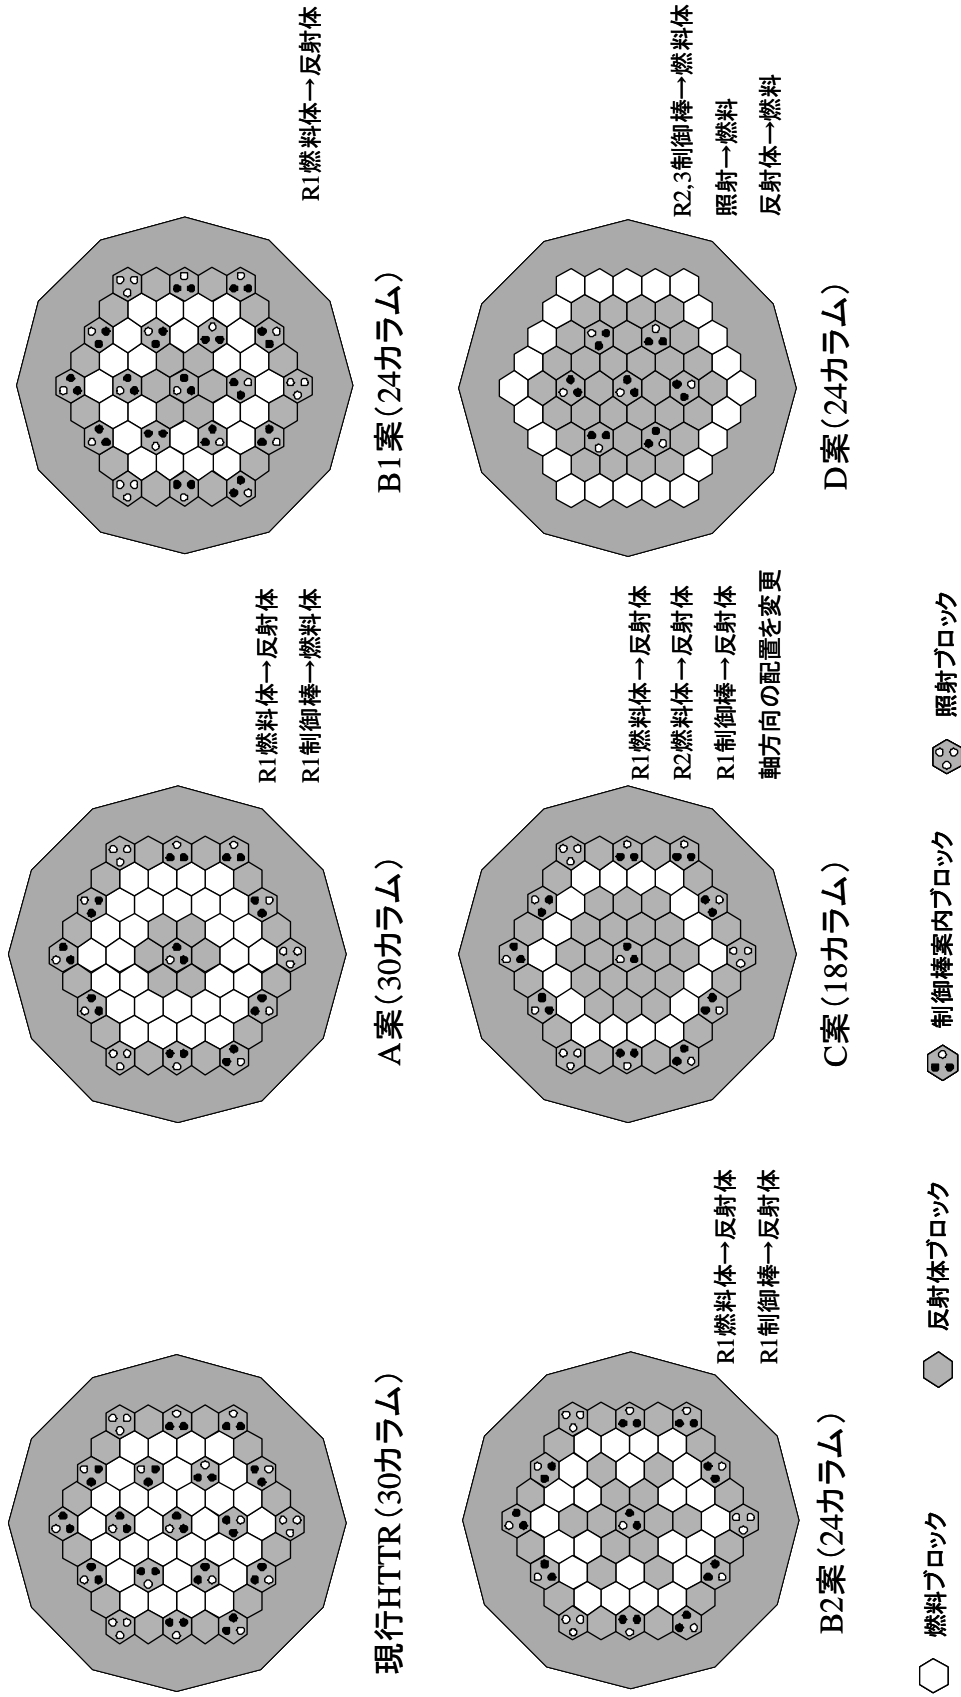 現行HTTR（30カラム）
A案（30カラム）
R1燃料体→反射体
R1制御棒→燃料体
B1案（24カラム）
R1燃料体→反射体
B2案（24カラム）
R1燃料体→反射体
R1制御棒→反射体
C案（18カラム）
R1燃料体→反射体
R2燃料体→反射体
R1制御棒→反射体
軸方向の配置を変更
D案（24カラム）
R2,3制御棒→燃料体
照射→燃料
反射体→燃料
燃料ブロック
反射体ブロック
制御棒案内ブロック
照射ブロック